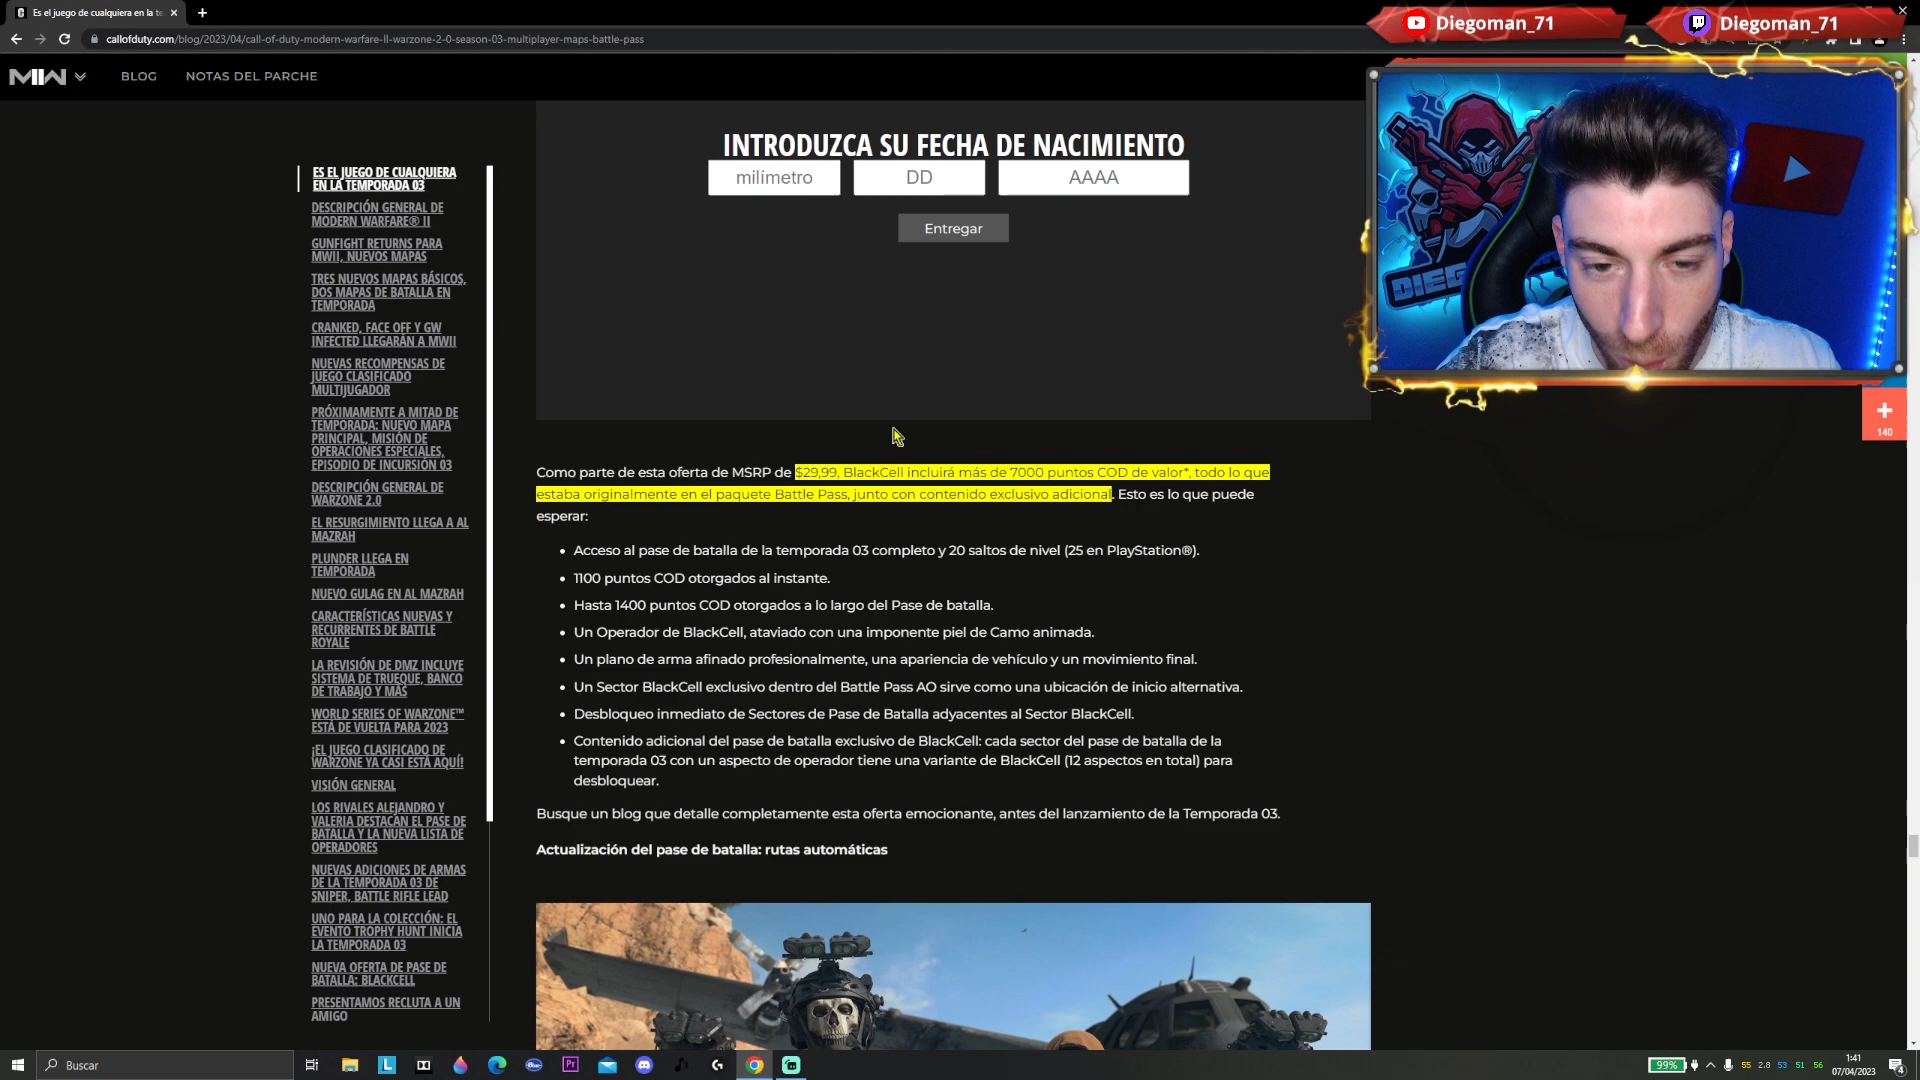 Es el juego de cualquiera en la te
Diegoman_71
Diegoman_71
callofduty.com/blog/2023/04/call-of-duty-modern-warfare-II-warzone-2-0-season-03-multiplayer-maps-battle-pass
MW
BLOG
NOTAS DEL PARCHE
ES EL JUEGO DE CUALQUIERA
EN LA TEMPORADA 03
DESCRIPCIÓN GENERAL DE
MODERN WARFARE® II
GUNFIGHT RETURNS PARA
MWII, NUEVOS MAPAS
TRES NUEVOS MAPAS BÁSICOS,
DOS MAPAS DE BATALLA EN
TEMPORADA
CRANKED, FACE OFF Y GW
INFECTED LLEGARÁN A MWII
NUEVAS RECOMPENSAS DE
JUEGO CLASIFICADO
MULTIJUGADOR
PRÓXIMAMENTE A MITAD DE
TEMPORADA: NUEVO MAPA
PRINCIPAL, MISIÓN DE
OPERACIONES ESPECIALES,
EPISODIO DE INCURSIÓN 03
DESCRIPCIÓN GENERAL DE
WARZONE 2.0
EL RESURGIMIENTO LLEGA A AL
MAZRAH
PLUNDER LLEGA EN
TEMPORADA
NUEVO GULAG EN AL MAZRAH
CARACTERÍSTICAS NUEVAS Y
RECURRENTES DE BATTLE
ROYALE
LA REVISIÓN DE DMZ INCLUYE
SISTEMA DE TRUEQUE, BANCO
DE TRABAJO Y MÁS
WORLD SERIES OF WARZONE™
ESTÁ DE VUELTA PARA 2023
¡EL JUEGO CLASIFICADO DE
WARZONE YA CASI ESTÁ AQUÍ!
VISIÓN GENERAL
LOS RIVALES ALEJANDRO Y
VALERIA DESTACAN EL PASE DE
BATALLA Y LA NUEVA LISTA DE
OPERADORES
NUEVAS ADICIONES DE ARMAS
DE LA TEMPORADA 03 DE
SNIPER, BATTLE RIFLE LEAD
UNO PARA LA COLECCIÓN: EL
EVENTO TROPHY HUNT INICIA
LA TEMPORADA 03
NUEVA OFERTA DE PASE DE
BATALLA: BLACKCELL
PRESENTAMOS RECLUTA A UN
AMIGO
INTRODUZCA SU FECHA DE NACIMIENTO
milímetro
DD
AAAA
Entregar
DIEG
140
Como parte de esta oferta de MSRP de $29,99, BlackCell incluirá más de 7000 puntos COD de valor*, todo lo que
estaba originalmente en el paquete Battle Pass, junto con contenido exclusivo adicional. Esto es lo que puede
esperar:
• Acceso al pase de batalla de la temporada 03 completo y 20 saltos de nivel (25 en PlayStation®).
• 1100 puntos COD otorgados al instante.
• Hasta 1400 puntos COD otorgados a lo largo del Pase de batalla.
• Un Operador de BlackCell, ataviado con una imponente piel de Camo animada.
• Un plano de arma afinado profesionalmente, una apariencia de vehículo y un movimiento final.
• Un Sector BlackCell exclusivo dentro del Battle Pass AO sirve como una ubicación de inicio alternativa.
• Desbloqueo inmediato de Sectores de Pase de Batalla adyacentes al Sector BlackCell.
• Contenido adicional del pase de batalla exclusivo de BlackCell: cada sector del pase de batalla de la
temporada 03 con un aspecto de operador tiene una variante de BlackCell (12 aspectos en total) para
desbloquear.
Busque un blog que detalle completamente esta oferta emocionante, antes del lanzamiento de la Temporada 03.
Actualización del pase de batalla: rutas automáticas
Buscar
L
Pr
99%
55 2.8 53 51 56
1:41
07/04/2023
4